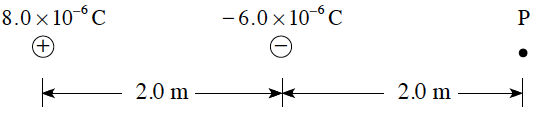 8.0 × 10⁻⁶ C −6.0 × 10⁻⁶ C P
+ −
2.0 m 2.0 m